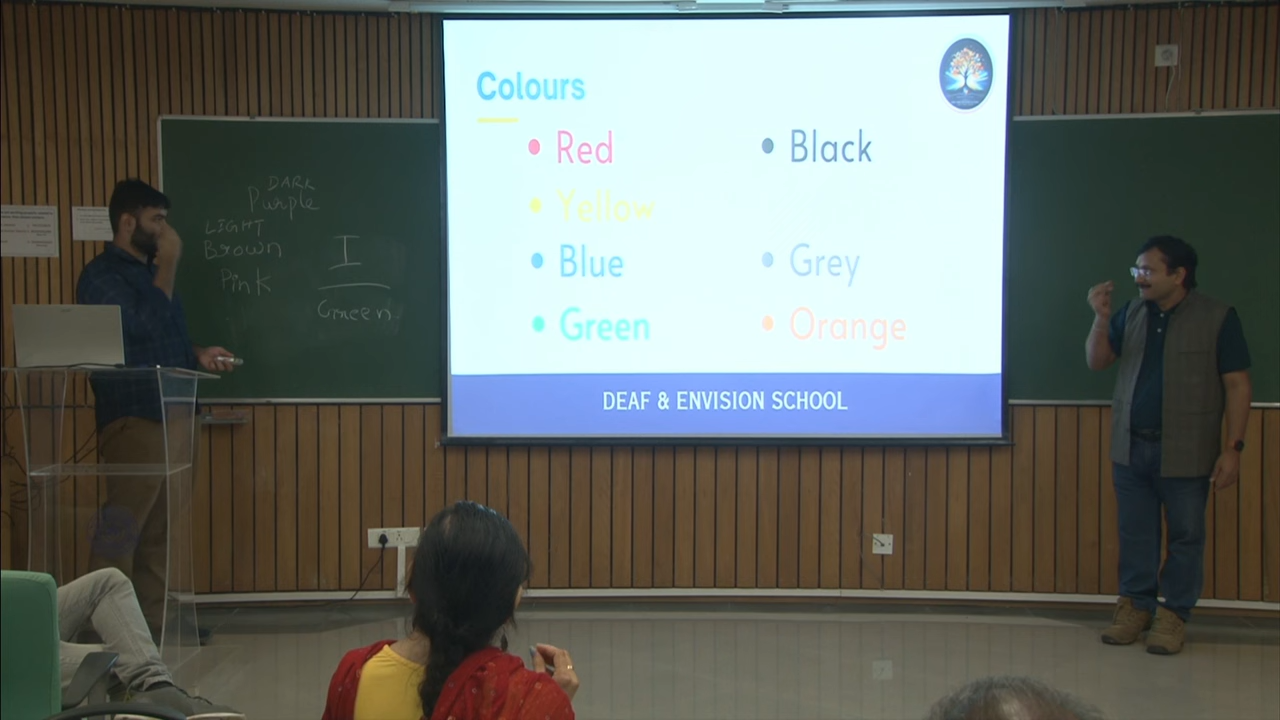 Colours
• Red
• Yellow
• Blue
• Green
• Black
• Grey
• Orange
DEAF & ENVISION SCHOOL
DARK
Purple
LIGHT
Brown
Pink
I
Green